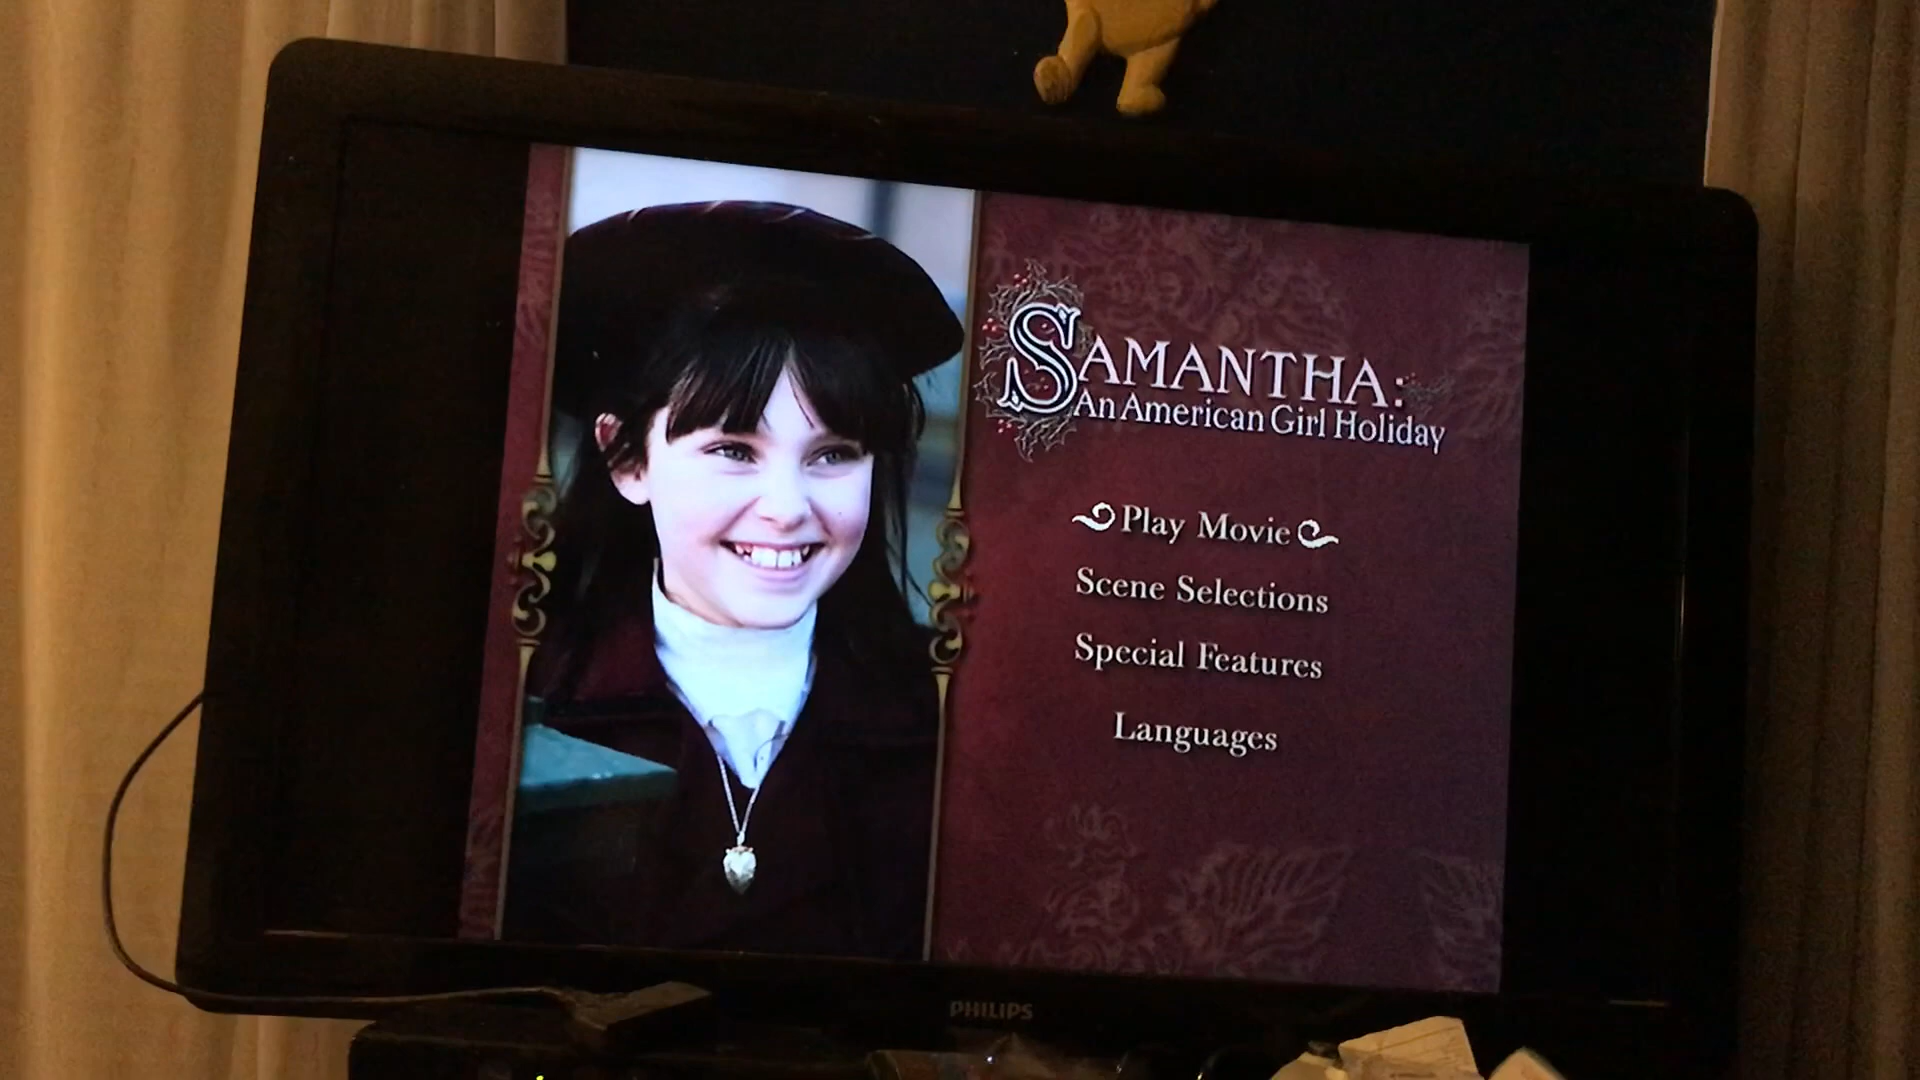 SAMANTHA:
An American Girl Holiday
Play Movie
Scene Selections
Special Features
Languages
PHILIPS